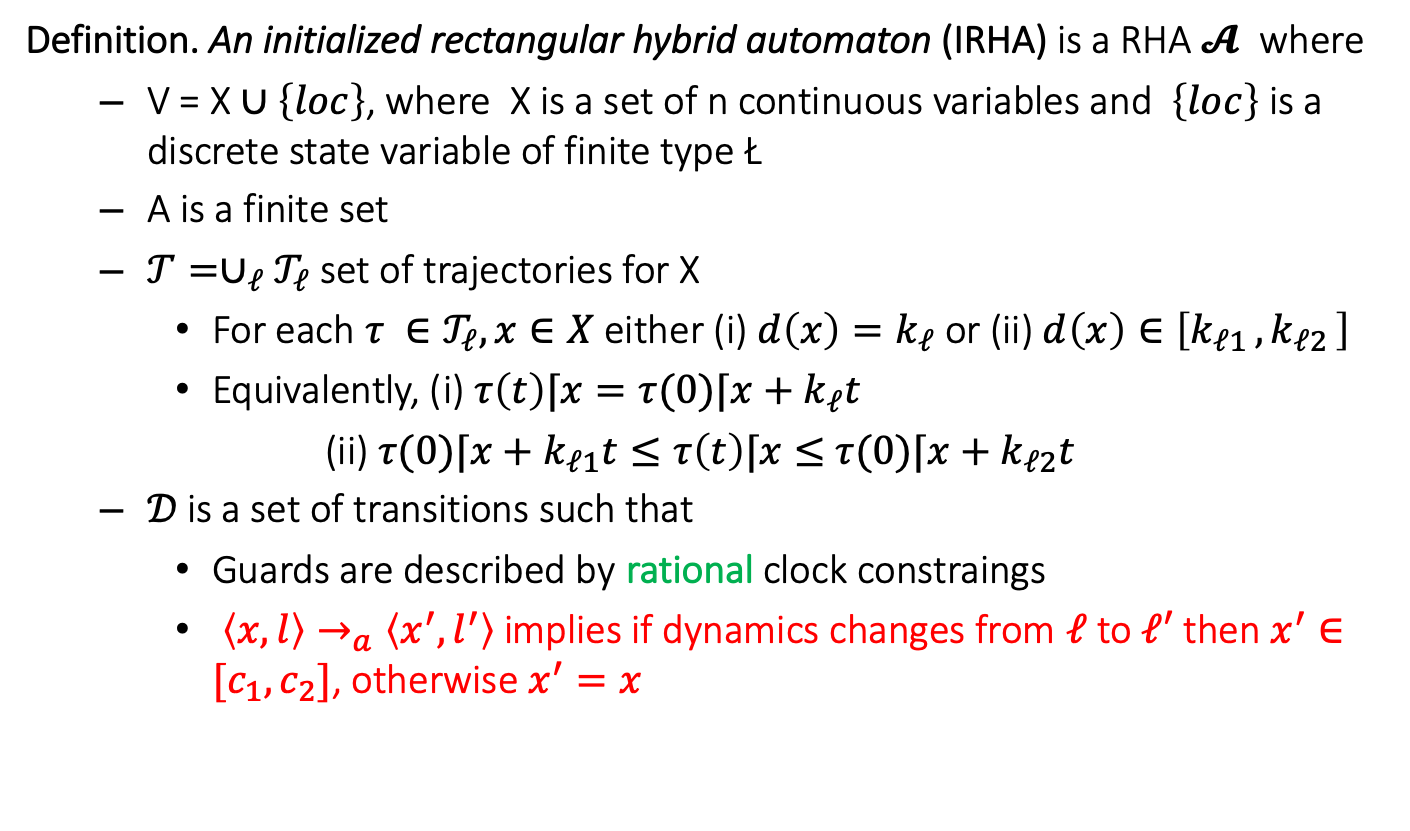 Definition. An initialized rectangular hybrid automaton (IRHA) is a RHA 𝓐 where
– V = X ∪ {𝑙𝑜𝑐}, where X is a set of n continuous variables and {𝑙𝑜𝑐} is a
discrete state variable of finite type Ł
– A is a finite set
– 𝓣 =∪ℓ 𝓣ℓ set of trajectories for X
• For each τ ∈ 𝓣ℓ, x ∈ X either (i) d(x) = kℓ or (ii) d(x) ∈ [kℓ1, kℓ2]
• Equivalently, (i) τ(t)⌈x = τ(0)⌈x + kℓt
(ii) τ(0)⌈x + kℓ1t ≤ τ(t)⌈x ≤ τ(0)⌈x + kℓ2t
– 𝓓 is a set of transitions such that
• Guards are described by rational clock constraings
• ⟨x, l⟩ →a ⟨x′, l′⟩ implies if dynamics changes from ℓ to ℓ′ then x′ ∈
[c1, c2], otherwise x′ = x